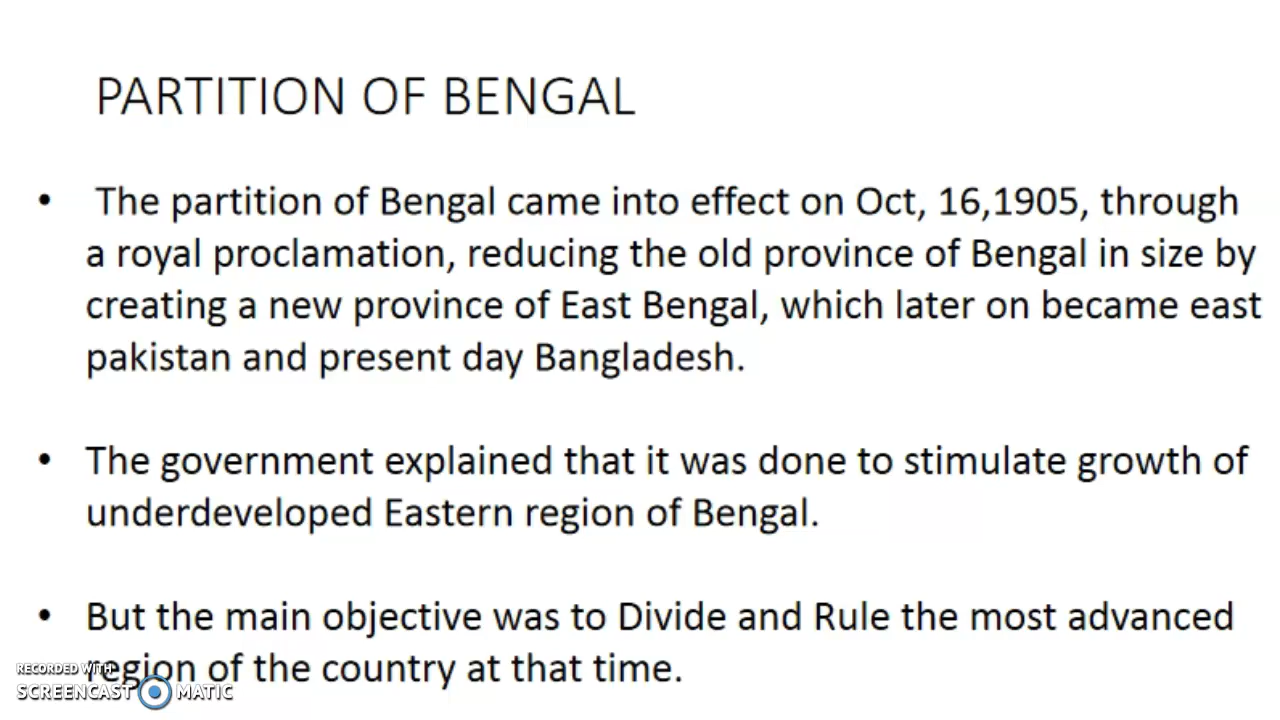 PARTITION OF BENGAL
• The partition of Bengal came into effect on Oct, 16,1905, through
a royal proclamation, reducing the old province of Bengal in size by
creating a new province of East Bengal, which later on became east
pakistan and present day Bangladesh.
• The government explained that it was done to stimulate growth of
underdeveloped Eastern region of Bengal.
• But the main objective was to Divide and Rule the most advanced
region of the country at that time.
RECORDED WITH
SCREENCAST MATIC